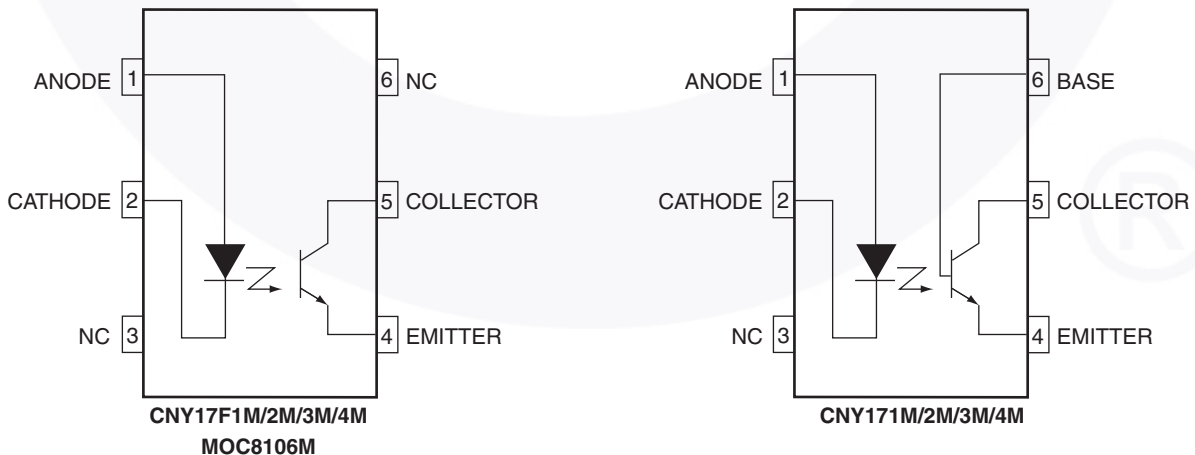 ANODE 1
6 NC
CATHODE 2
5 COLLECTOR
NC 3
4 EMITTER
CNY17F1M/2M/3M/4M
MOC8106M
ANODE 1
6 BASE
CATHODE 2
5 COLLECTOR
NC 3
4 EMITTER
CNY171M/2M/3M/4M
®